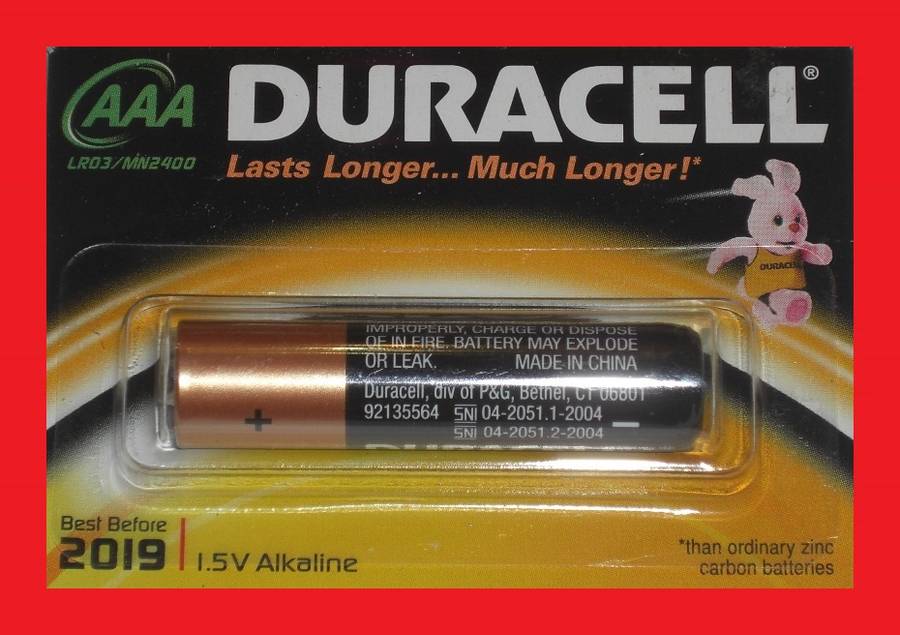 AAA
LR03/MN2400
DURACELL®
Lasts Longer... Much Longer!*
DURACELL
IMPROPERLY, CHARGE OR DISPOSE
OF IN FIRE. BATTERY MAY EXPLODE
OR LEAK. MADE IN CHINA
Duracell, div of P&G, Bethel, CT 06801
92135564 SNI 04-2051.1-2004
SNI 04-2051.2-2004
+ −
Best Before
2019
1.5V Alkaline
*than ordinary zinc
carbon batteries